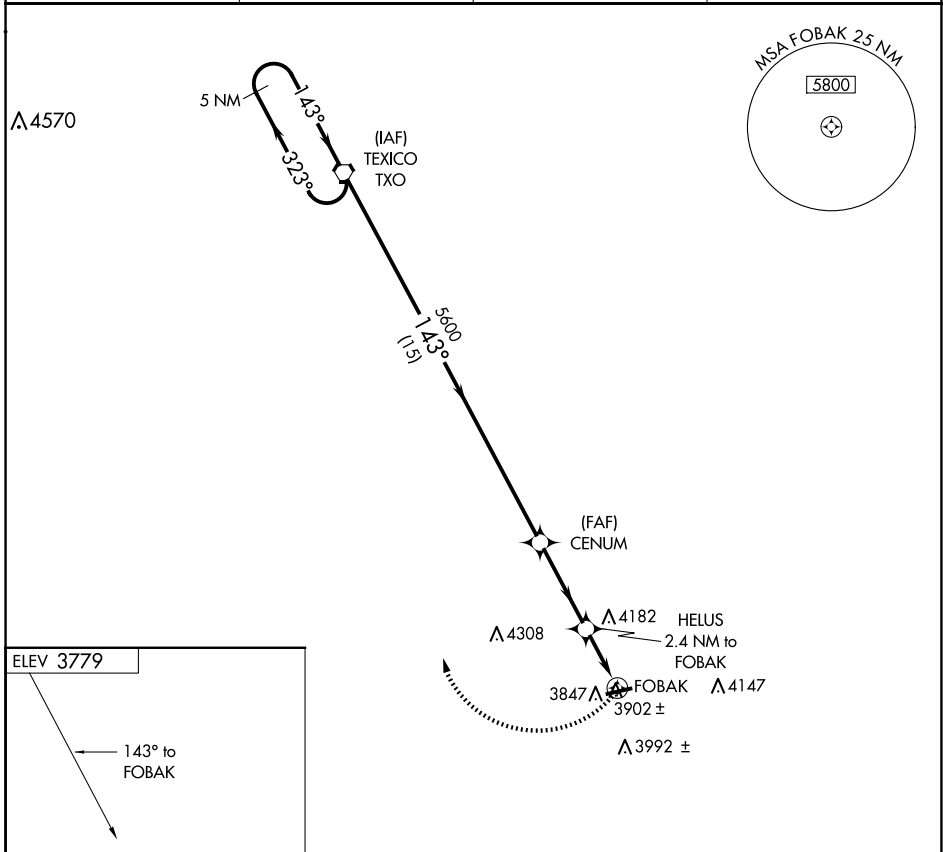 MSA FOBAK 25 NM
5800
5 NM
143°
323°
4570
(IAF)
TEXICO
TXO
5600
143°
(15)
(FAF)
CENUM
4182
HELUS
2.4 NM to
FOBAK
4308
3847
FOBAK
4147
3902 ±
3992 ±
ELEV 3779
143° to
FOBAK